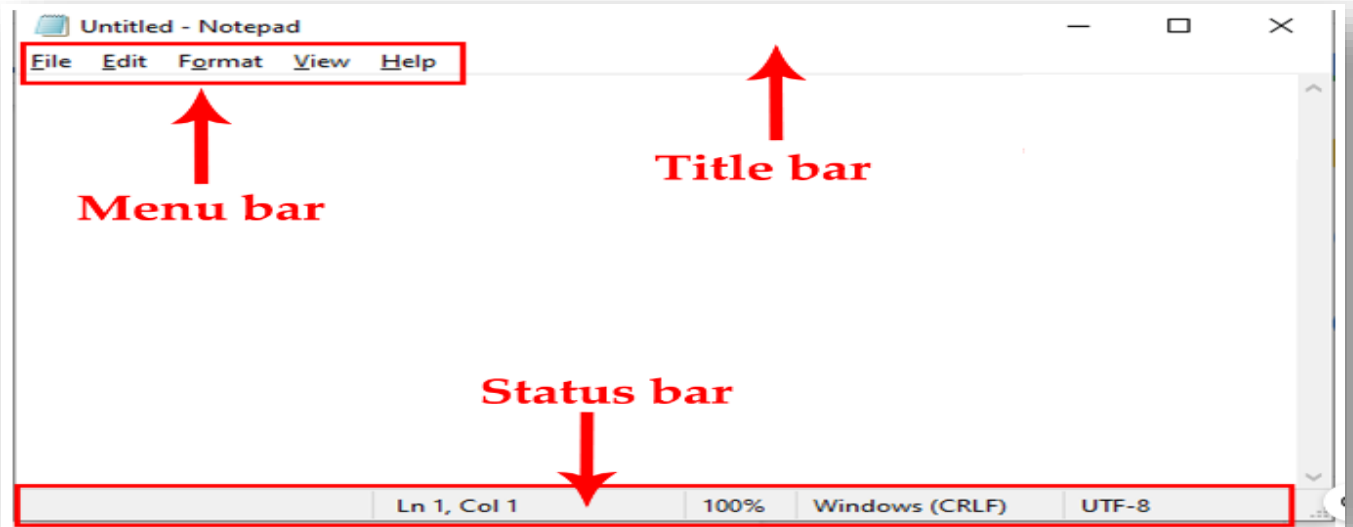 Untitled - Notepad
File Edit Format View Help
Title bar
Menu bar
Status bar
Ln 1, Col 1 100% Windows (CRLF) UTF-8